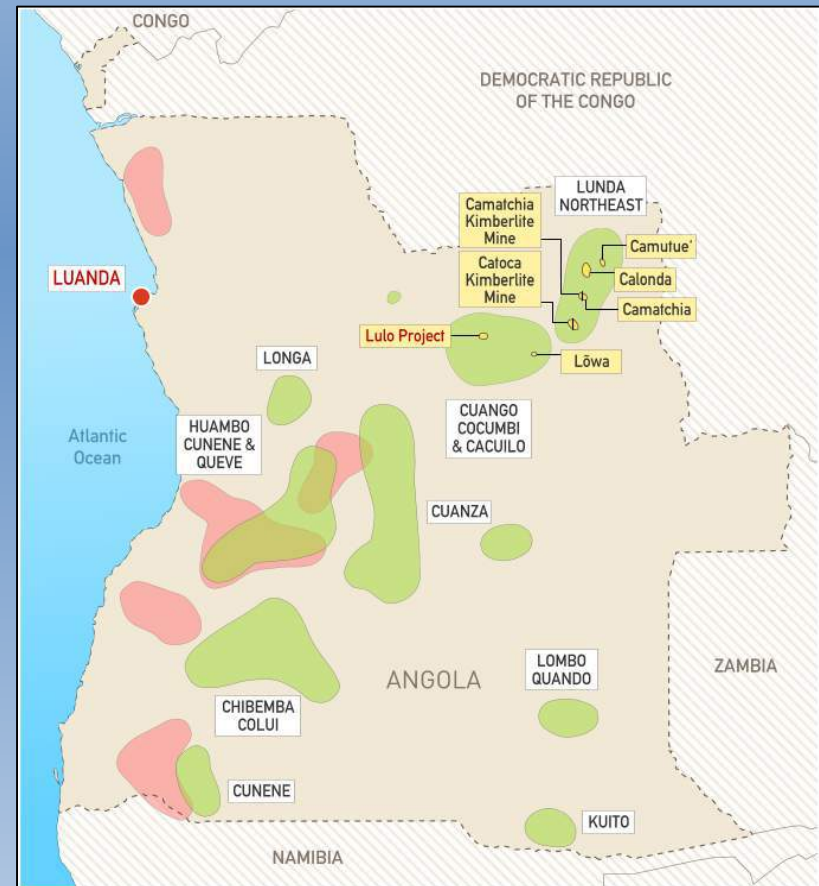 CONGO
DEMOCRATIC REPUBLIC
OF THE CONGO
LUNDA
NORTHEAST
Camatchia
Kimberlite
Mine
Camutue'
LUANDA
Catoca
Kimberlite
Mine
Calonda
Camatchia
Lulo Project
Lõwa
LONGA
HUAMBO
CUNENE &
QUEVE
CUANGO
COCUMBI
& CACUILO
Atlantic
Ocean
CUANZA
ANGOLA
LOMBO
QUANDO
ZAMBIA
CHIBEMBA
COLUI
CUNENE
KUITO
NAMIBIA